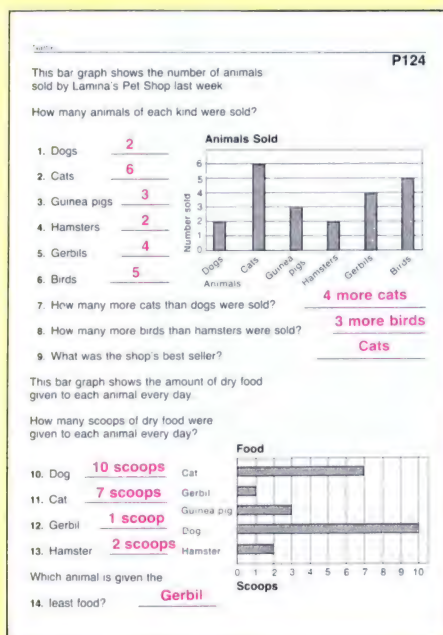 Name
P124
This bar graph shows the number of animals
sold by Lamina's Pet Shop last week
How many animals of each kind were sold?
1. Dogs 2
2. Cats 6
3. Guinea pigs 3
4. Hamsters 2
5. Gerbils 4
6. Birds 5
Animals Sold
Number sold
6
5
4
3
2
1
0
Dogs Cats Guinea pigs Hamsters Gerbils Birds
Animals
7. How many more cats than dogs were sold? 4 more cats
8. How many more birds than hamsters were sold? 3 more birds
9. What was the shop's best seller? Cats
This bar graph shows the amount of dry food
given to each animal every day.
How many scoops of dry food were
given to each animal every day?
10. Dog 10 scoops
11. Cat 7 scoops
12. Gerbil 1 scoop
13. Hamster 2 scoops
Food
Cat
Gerbil
Guinea pig
Dog
Hamster
0 1 2 3 4 5 6 7 8 9 10
Scoops
Which animal is given the
14. least food? Gerbil